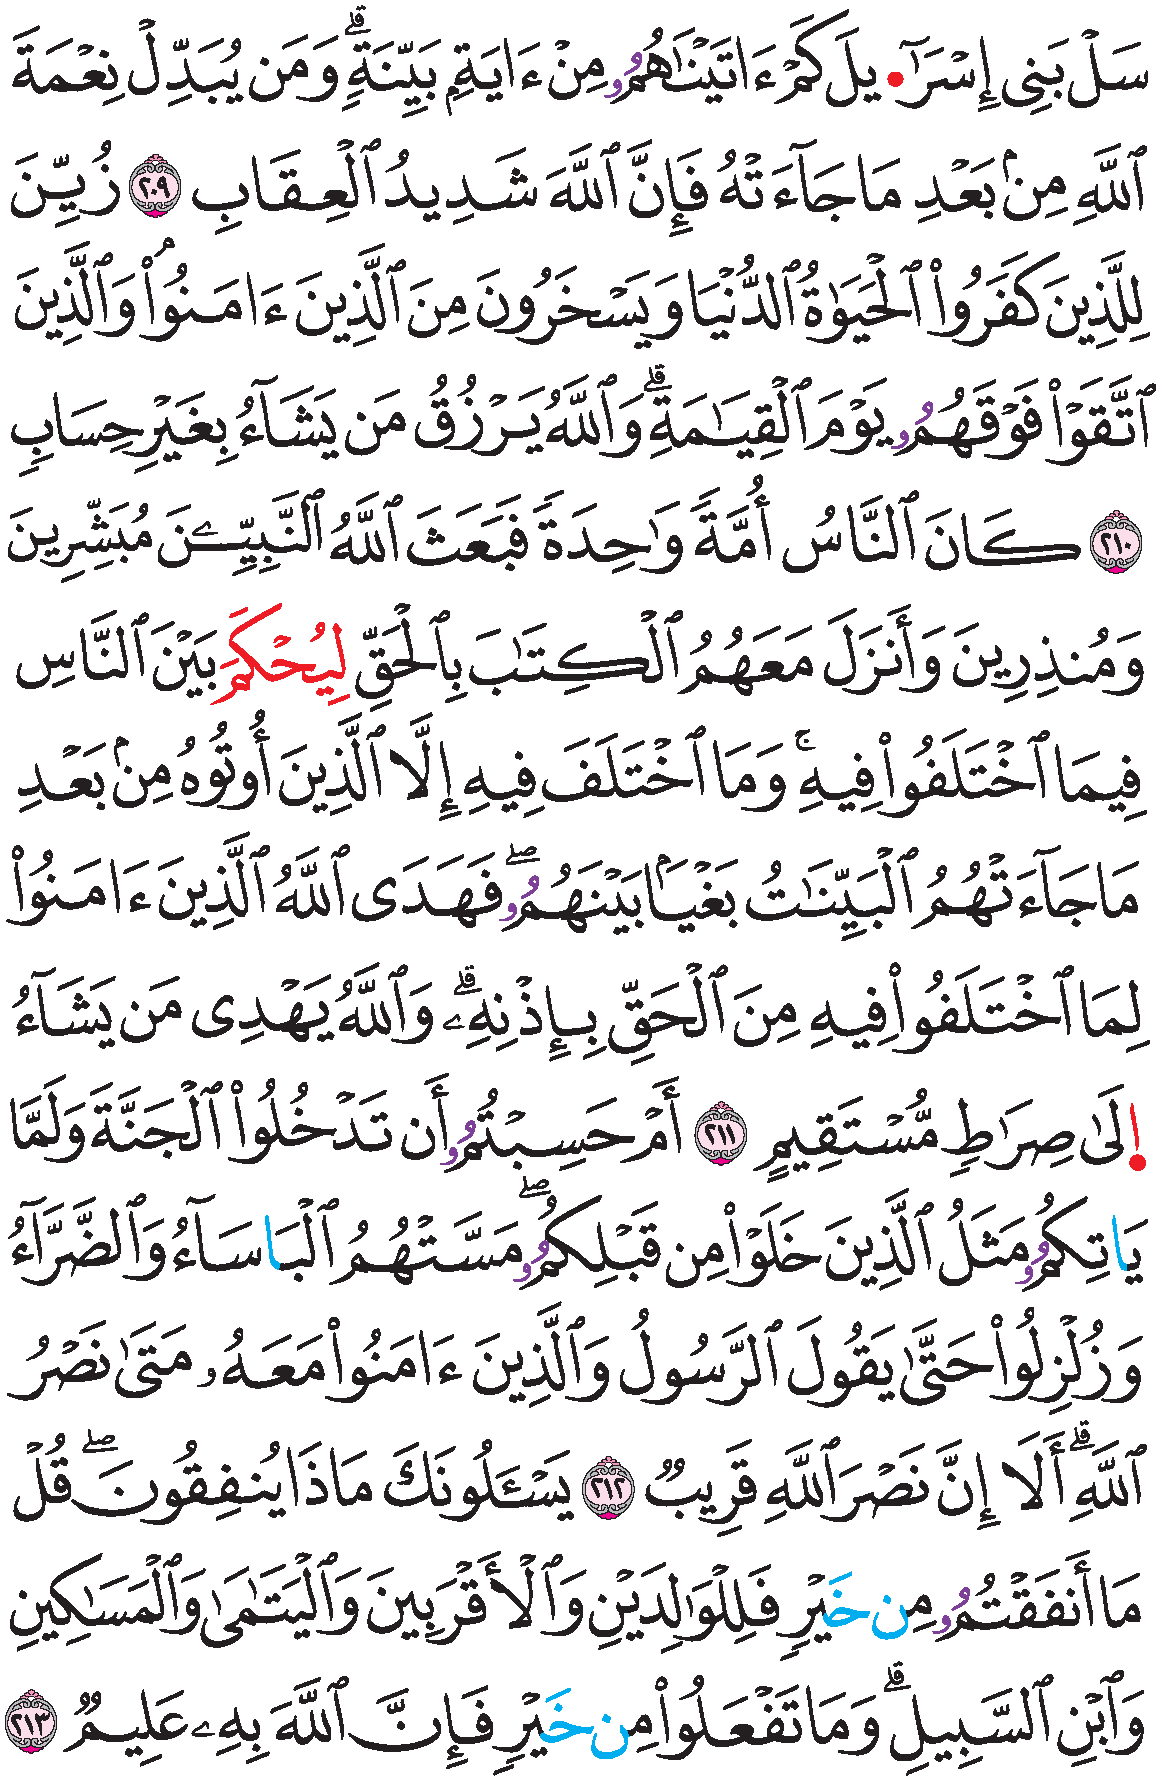 سَلۡ بَنِي إِسۡرَآ•يلَ كَمۡ ءَاتَيۡنَٰهُمُۥ مِنۡ ءَايَةِۭ بَيِّنَةٖۗ وَمَن يُبَدِّلۡ نِعۡمَةَ
ٱللَّهِ مِنۢ بَعۡدِ مَا جَآءَتۡهُ فَإِنَّ ٱللَّهَ شَدِيدُ ٱلۡعِقَابِ ٢٠٩ زُيِّنَ
لِلَّذِينَ كَفَرُواْ ٱلۡحَيَوٰةُ ٱلدُّنۡيَا وَيَسۡخَرُونَ مِنَ ٱلَّذِينَ ءَامَنُواْۘ وَٱلَّذِينَ
ٱتَّقَوۡاْ فَوۡقَهُمُۥ يَوۡمَ ٱلۡقِيَٰمَةِۗ وَٱللَّهُ يَرۡزُقُ مَن يَشَآءُ بِغَيۡرِ حِسَابٖ
٢١٠ كَانَ ٱلنَّاسُ أُمَّةٗ وَٰحِدَةٗ فَبَعَثَ ٱللَّهُ ٱلنَّبِيِّـۧنَ مُبَشِّرِينَ
وَمُنذِرِينَ وَأَنزَلَ مَعَهُمُ ٱلۡكِتَٰبَ بِٱلۡحَقِّ لِيُحۡكَمَ بَيۡنَ ٱلنَّاسِ
فِيمَا ٱخۡتَلَفُواْ فِيهِۚ وَمَا ٱخۡتَلَفَ فِيهِ إِلَّا ٱلَّذِينَ أُوتُوهُ مِنۢ بَعۡدِ
مَا جَآءَتۡهُمُ ٱلۡبَيِّنَٰتُ بَغۡيَۢا بَيۡنَهُمُۥۖ فَهَدَى ٱللَّهُ ٱلَّذِينَ ءَامَنُواْ
لِمَا ٱخۡتَلَفُواْ فِيهِ مِنَ ٱلۡحَقِّ بِإِذۡنِهِۦۗ وَٱللَّهُ يَهۡدِي مَن يَشَآءُ
اِ•لَىٰ صِرَٰطٖ مُّسۡتَقِيمٍ ٢١١ أَمۡ حَسِبۡتُمُۥ أَن تَدۡخُلُواْ ٱلۡجَنَّةَ وَلَمَّا
يَاتِكُمُۥ مَثَلُ ٱلَّذِينَ خَلَوۡاْ مِن قَبۡلِكُمُۥۖ مَسَّتۡهُمُ ٱلۡبَاسَآءُ وَٱلضَّرَّآءُ
وَزُلۡزِلُواْ حَتَّىٰ يَقُولَ ٱلرَّسُولُ وَٱلَّذِينَ ءَامَنُواْ مَعَهُۥ مَتَىٰ نَصۡرُ
ٱللَّهِۗ أَلَا إِنَّ نَصۡرَ ٱللَّهِ قَرِيبٞ ٢١٢ يَسۡـَٔلُونَكَ مَاذَا يُنفِقُونَۖ قُلۡ
مَا أَنفَقۡتُمُۥ مِن خَيۡرٖ فَلِلۡوَٰلِدَيۡنِ وَٱلۡأَقۡرَبِينَ وَٱلۡيَتَٰمَىٰ وَٱلۡمَسَٰكِينِ
وَٱبۡنِ ٱلسَّبِيلِۗ وَمَا تَفۡعَلُواْ مِن خَيۡرٖ فَإِنَّ ٱللَّهَ بِهِۦ عَلِيمٞ ٢١٣